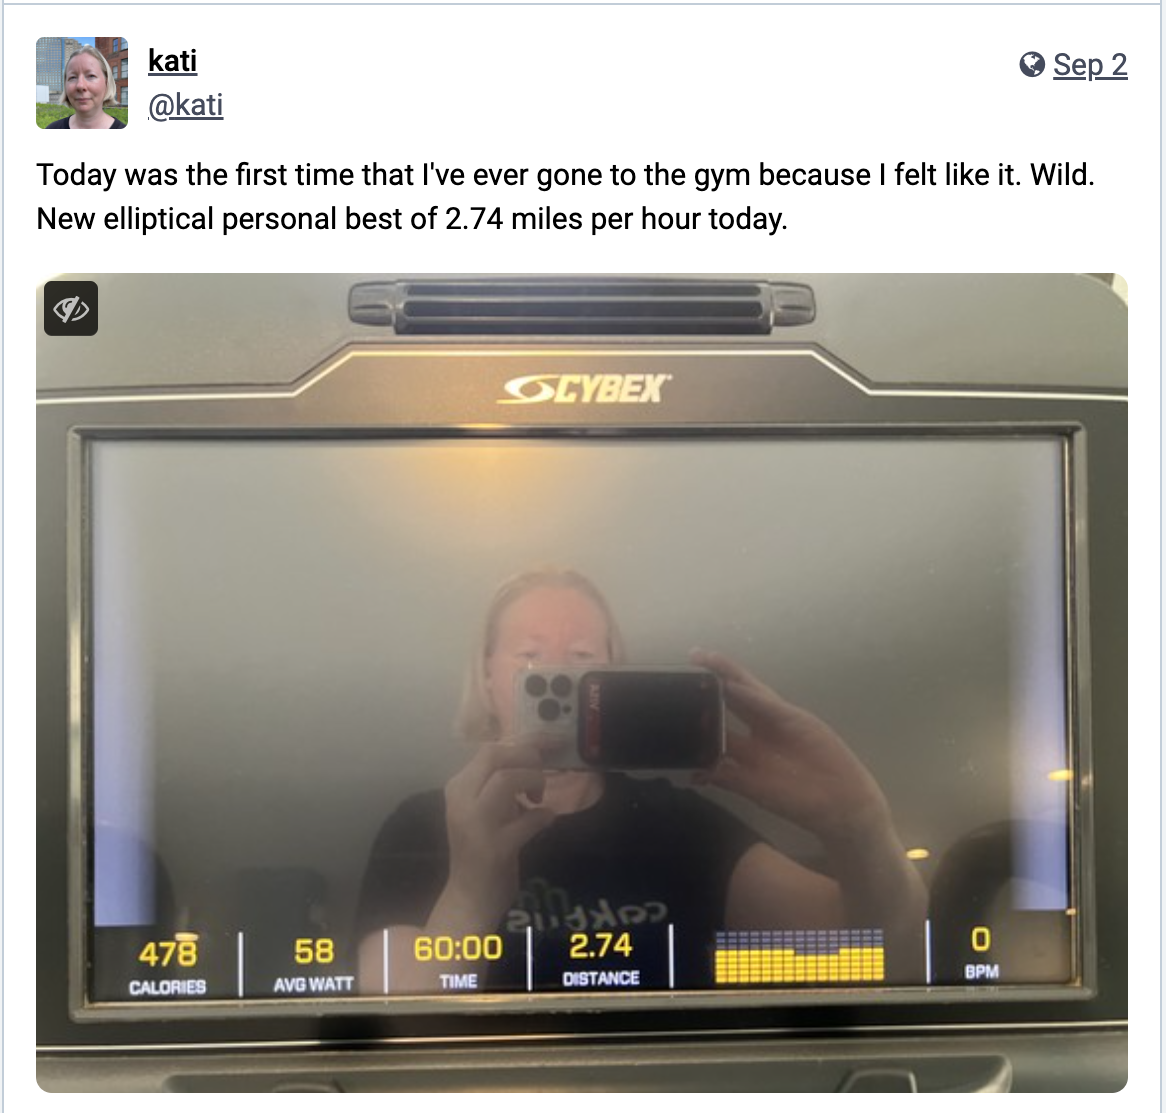 kati
Sep 2
@kati
Today was the first time that I've ever gone to the gym because I felt like it. Wild.
New elliptical personal best of 2.74 miles per hour today.
CYBEX
caktus
478
58
60:00
2.74
0
CALORIES
AVG WATT
TIME
DISTANCE
BPM